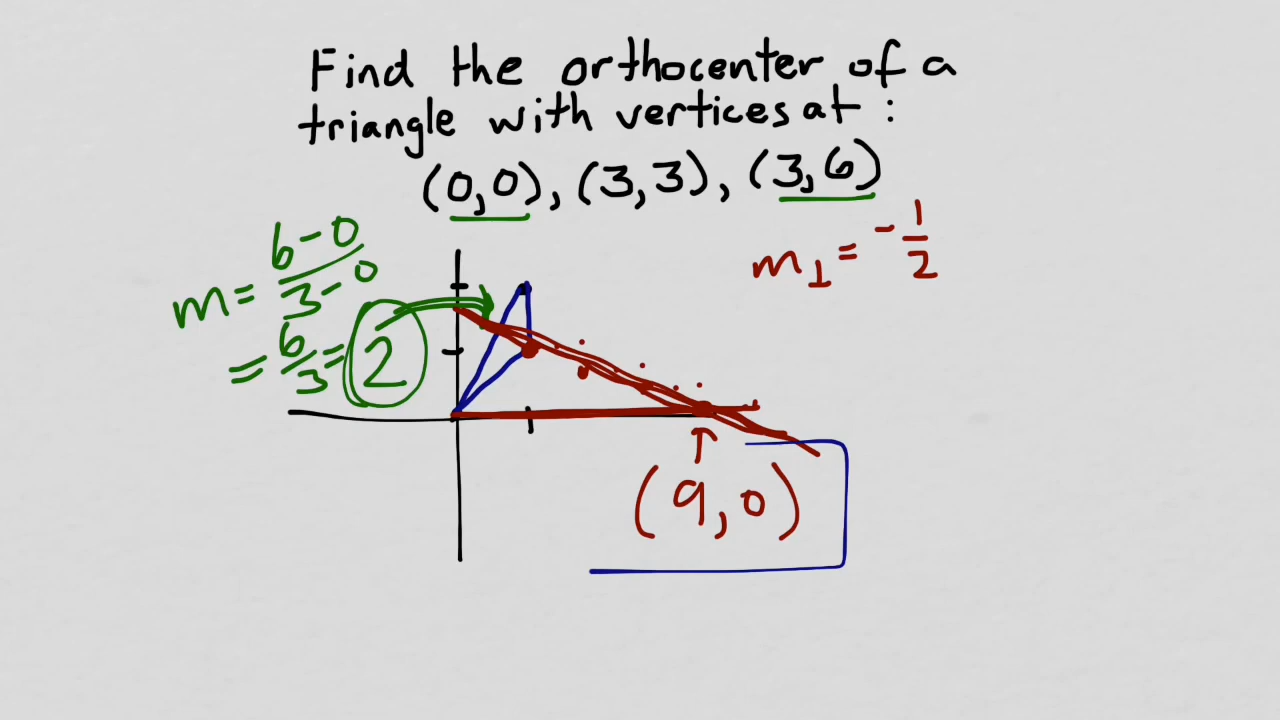 Find the orthocenter of a
triangle with vertices at :
(0,0), (3,3), (3,6)
m = 6-0/3-0
= 6/3 = 2
m⊥ = -1/2
(9,0)